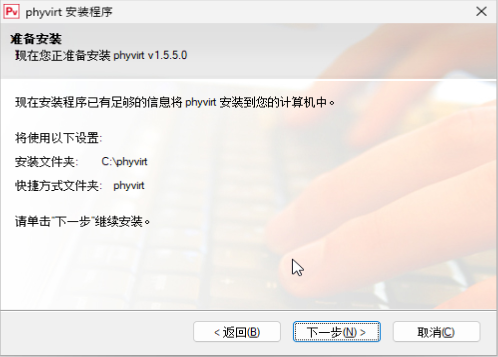 Pv phyvirt 安装程序
准备安装
现在您正准备安装 phyvirt v1.5.5.0
现在安装程序已有足够的信息将 phyvirt 安装到您的计算机中。
将使用以下设置:
安装文件夹: C:\phyvirt
快捷方式文件夹: phyvirt
请单击"下一步"继续安装。
< 返回(B) 下一步(N) > 取消(C)